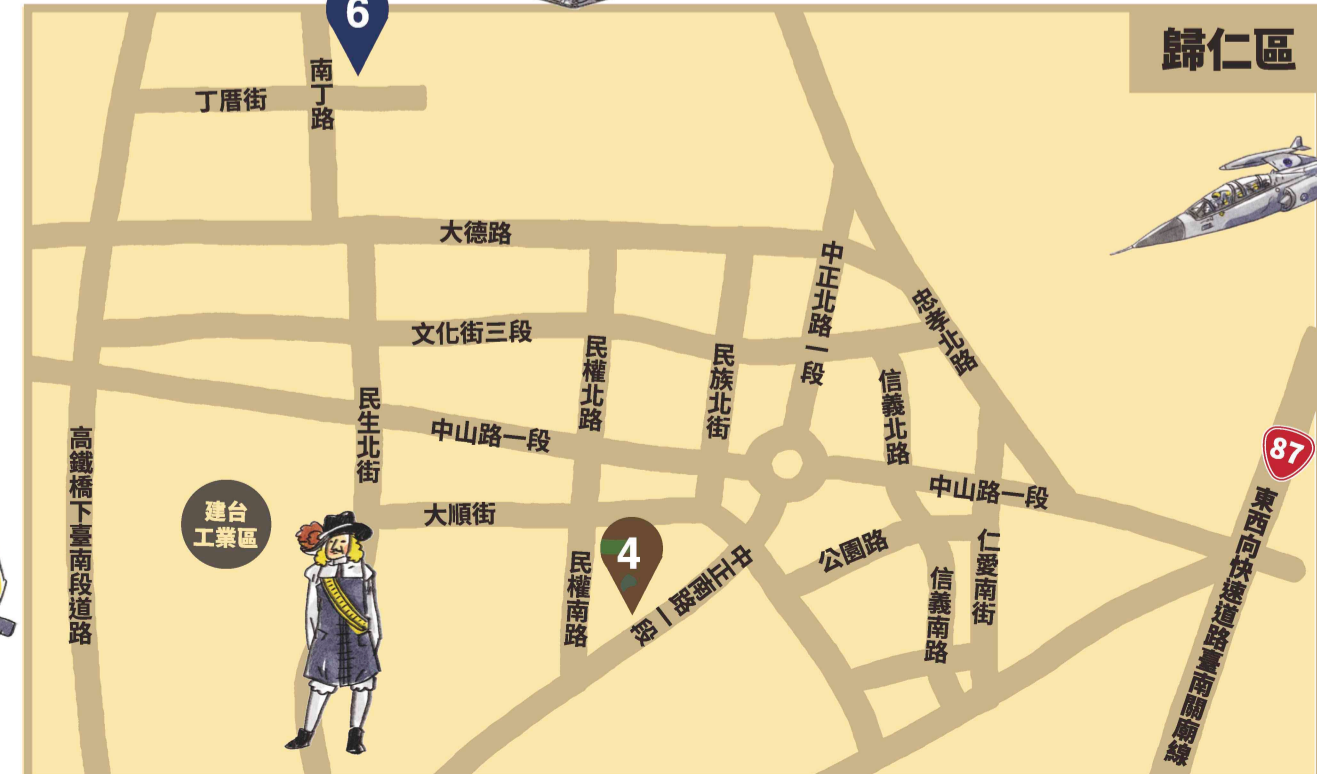 6
歸仁區
南丁路
丁厝街
大德路
中正北路一段
忠孝北路
文化街三段
民權北路
民族北街
信義北路
民生北街
中山路一段
高鐵橋下臺南段道路
87
中山路一段
東西向快速道路臺南關廟線
建台
工業區
大順街
4
公園路
仁愛南街
中正南路一段
民權南路
信義南路